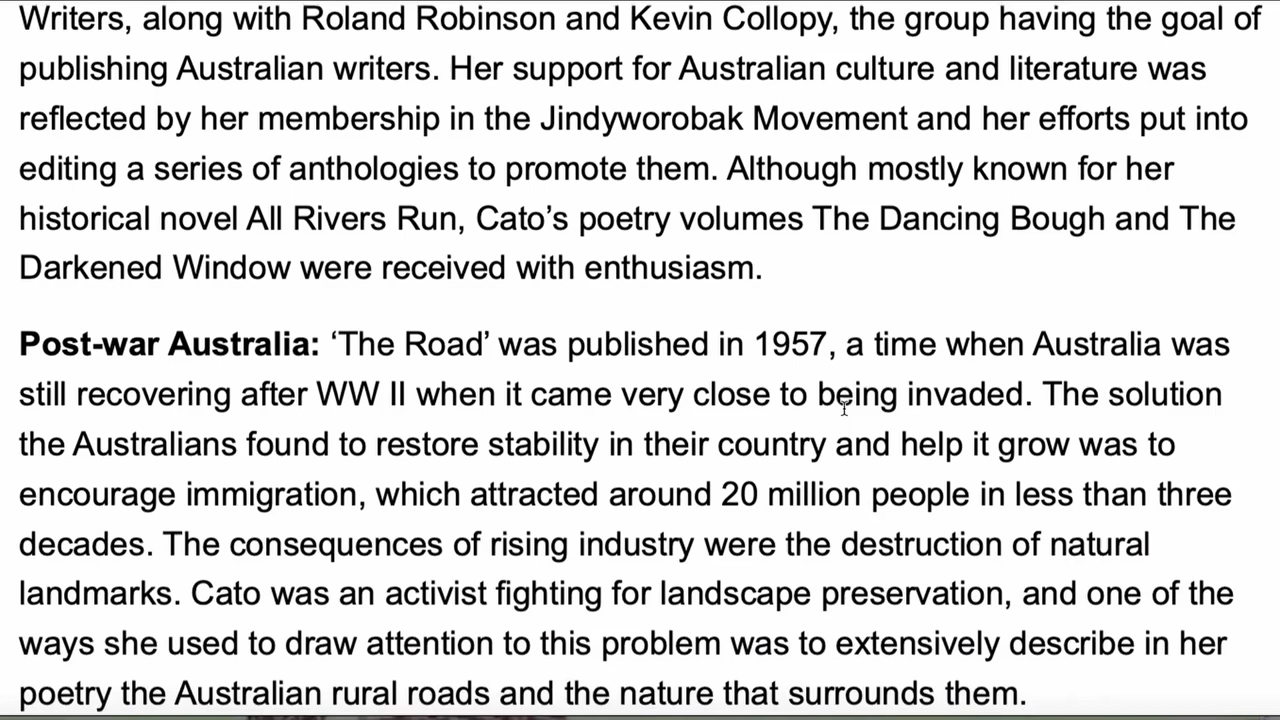 Writers, along with Roland Robinson and Kevin Collopy, the group having the goal of
publishing Australian writers. Her support for Australian culture and literature was
reflected by her membership in the Jindyworobak Movement and her efforts put into
editing a series of anthologies to promote them. Although mostly known for her
historical novel All Rivers Run, Cato’s poetry volumes The Dancing Bough and The
Darkened Window were received with enthusiasm.
Post-war Australia: ‘The Road’ was published in 1957, a time when Australia was
still recovering after WW II when it came very close to being invaded. The solution
the Australians found to restore stability in their country and help it grow was to
encourage immigration, which attracted around 20 million people in less than three
decades. The consequences of rising industry were the destruction of natural
landmarks. Cato was an activist fighting for landscape preservation, and one of the
ways she used to draw attention to this problem was to extensively describe in her
poetry the Australian rural roads and the nature that surrounds them.